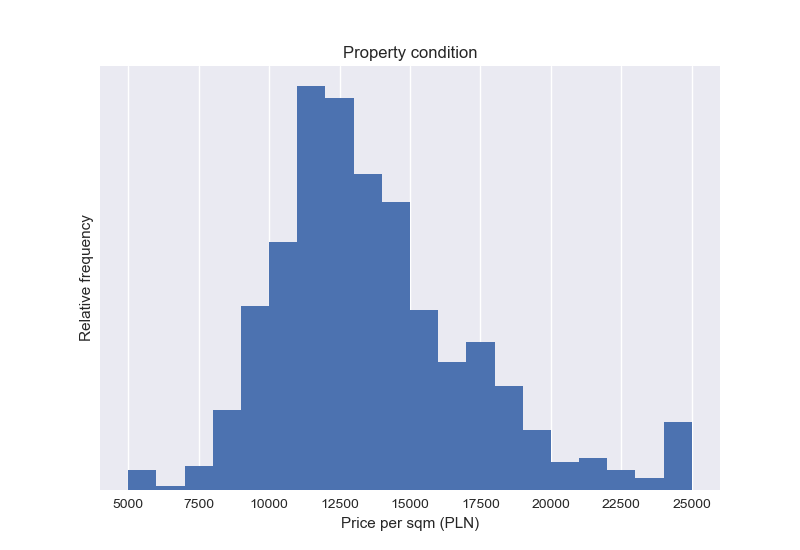 Property condition
Relative frequency
5000 7500 10000 12500 15000 17500 20000 22500 25000
Price per sqm (PLN)